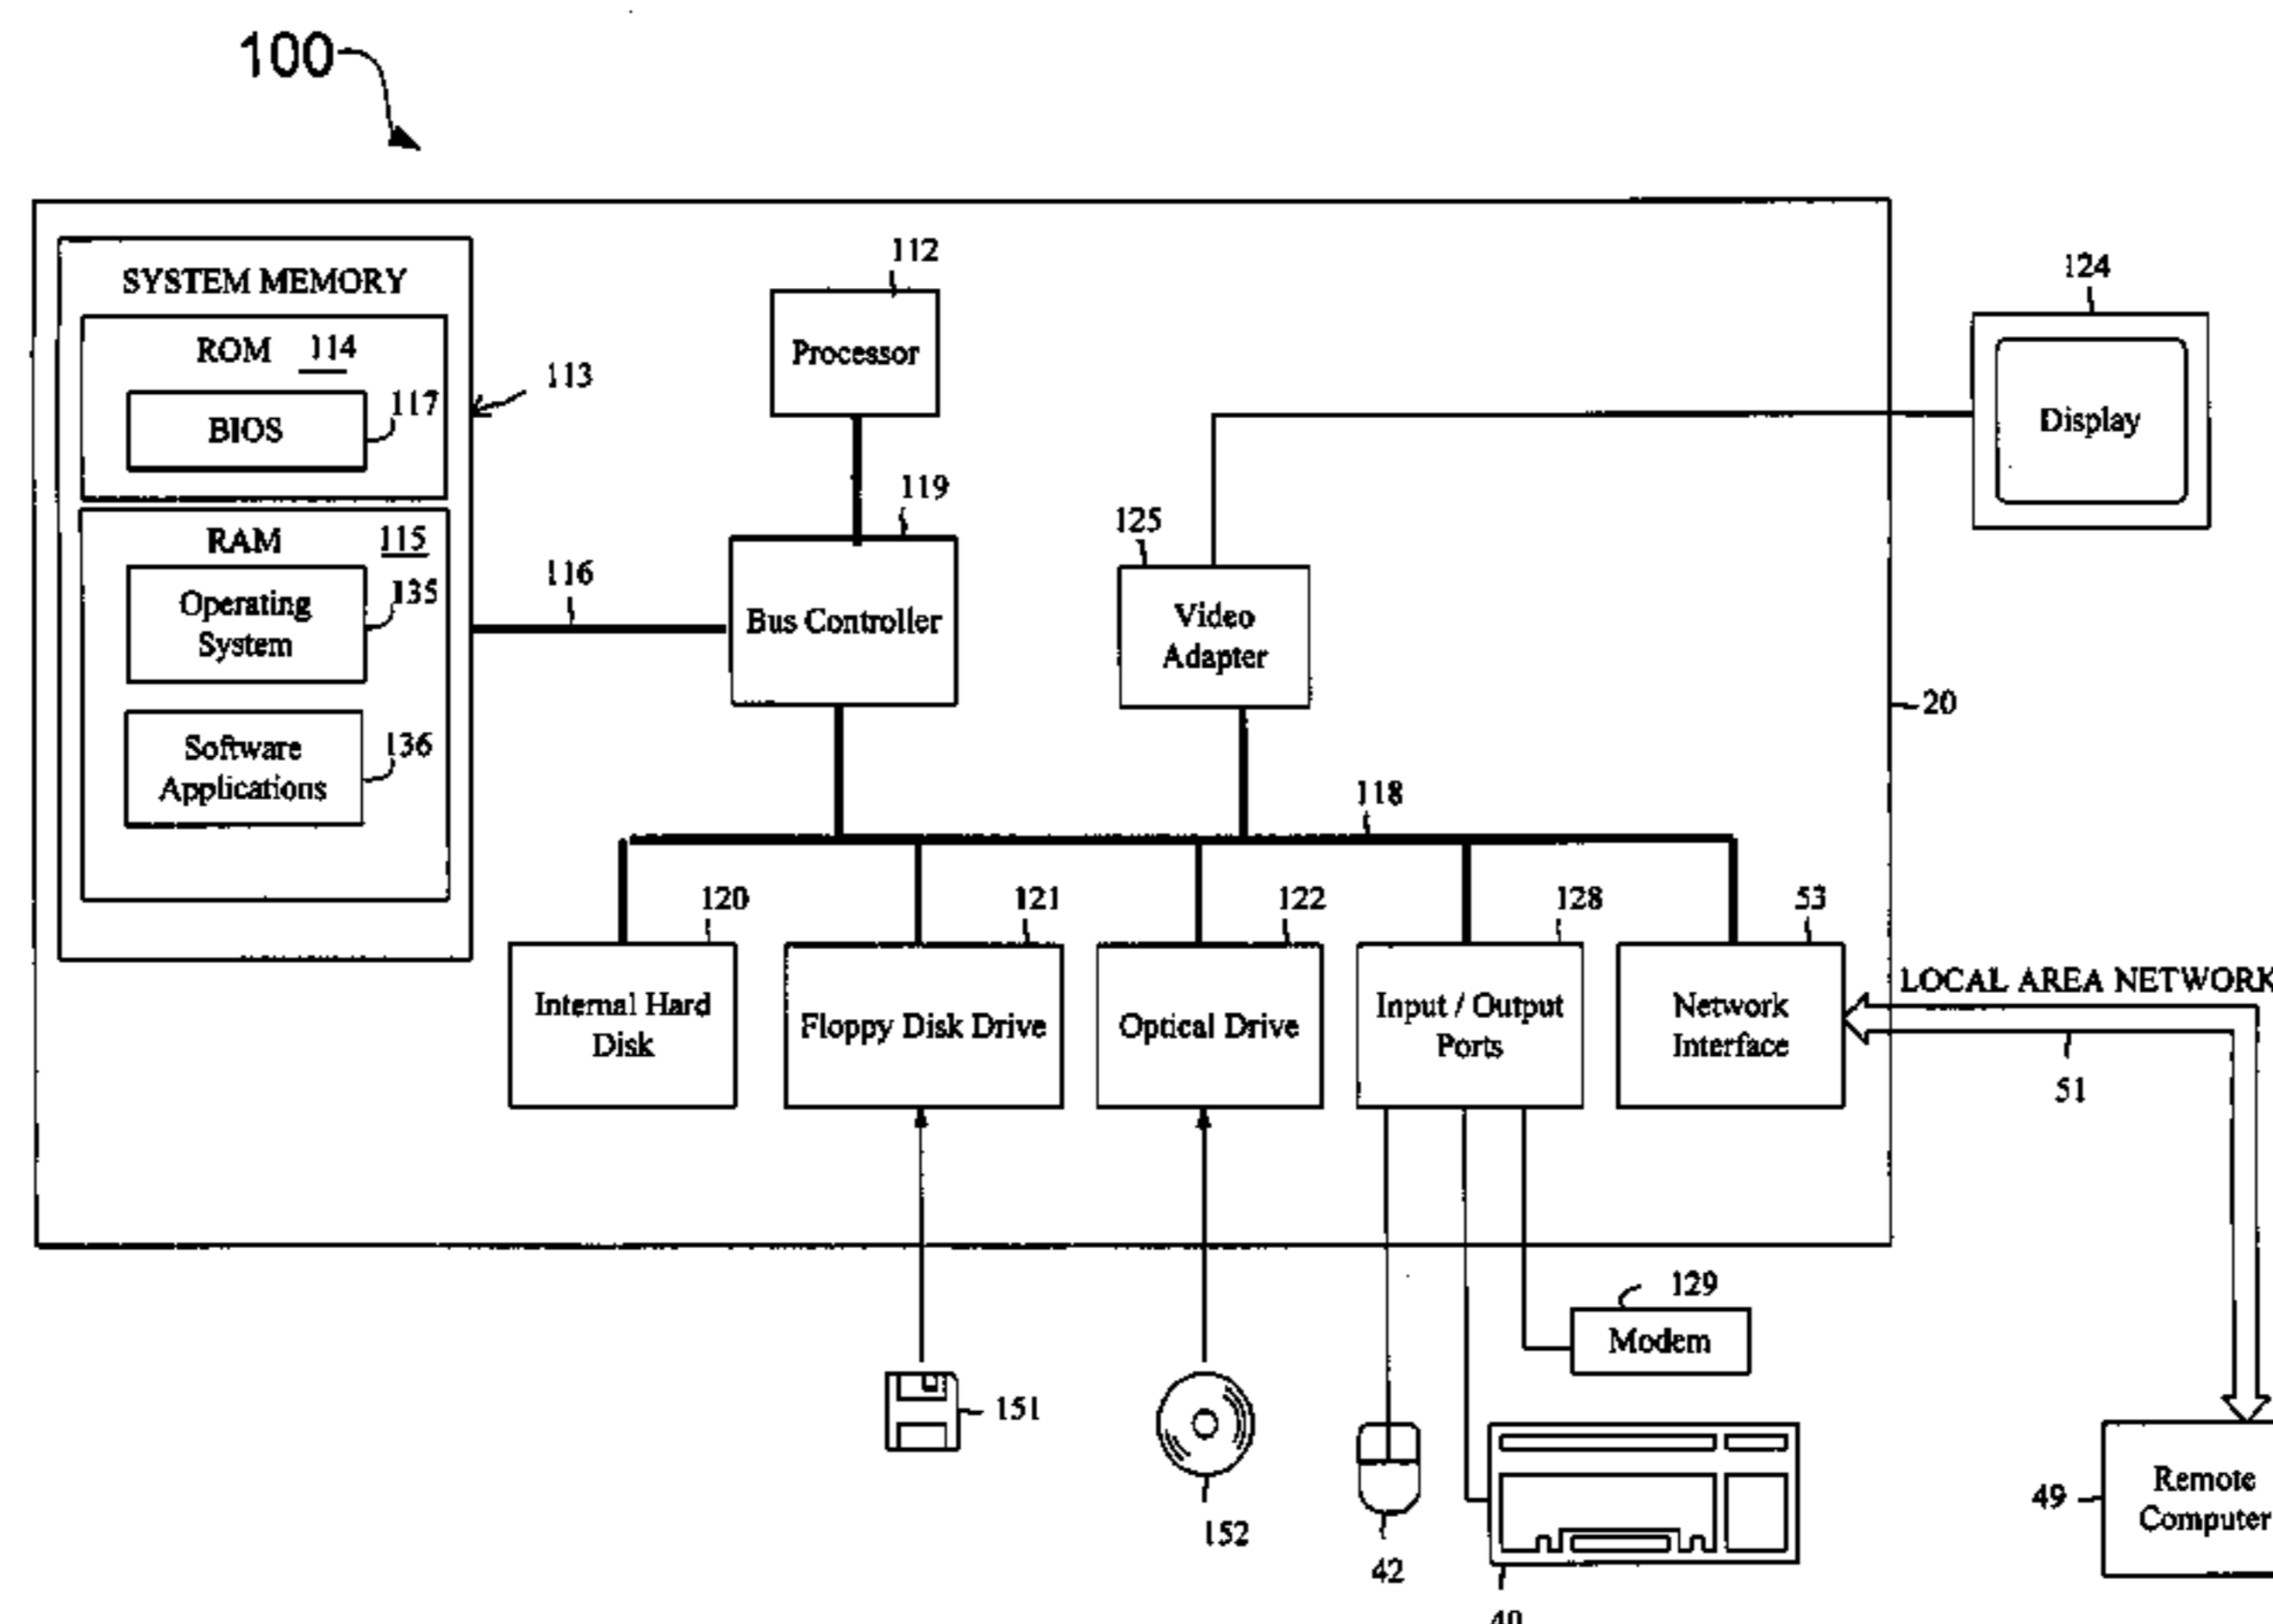 100
SYSTEM MEMORY
ROM 114
BIOS
117
113
RAM 115
Operating
System
135
Software
Applications
136
116
112
Processor
119
Bus Controller
125
Video
Adapter
124
Display
20
118
120
Internal Hard
Disk
121
Floppy Disk Drive
122
Optical Drive
128
Input / Output
Ports
53
Network
Interface
LOCAL AREA NETWORK
51
129
Modem
151
152
42
49
Remote
Computer